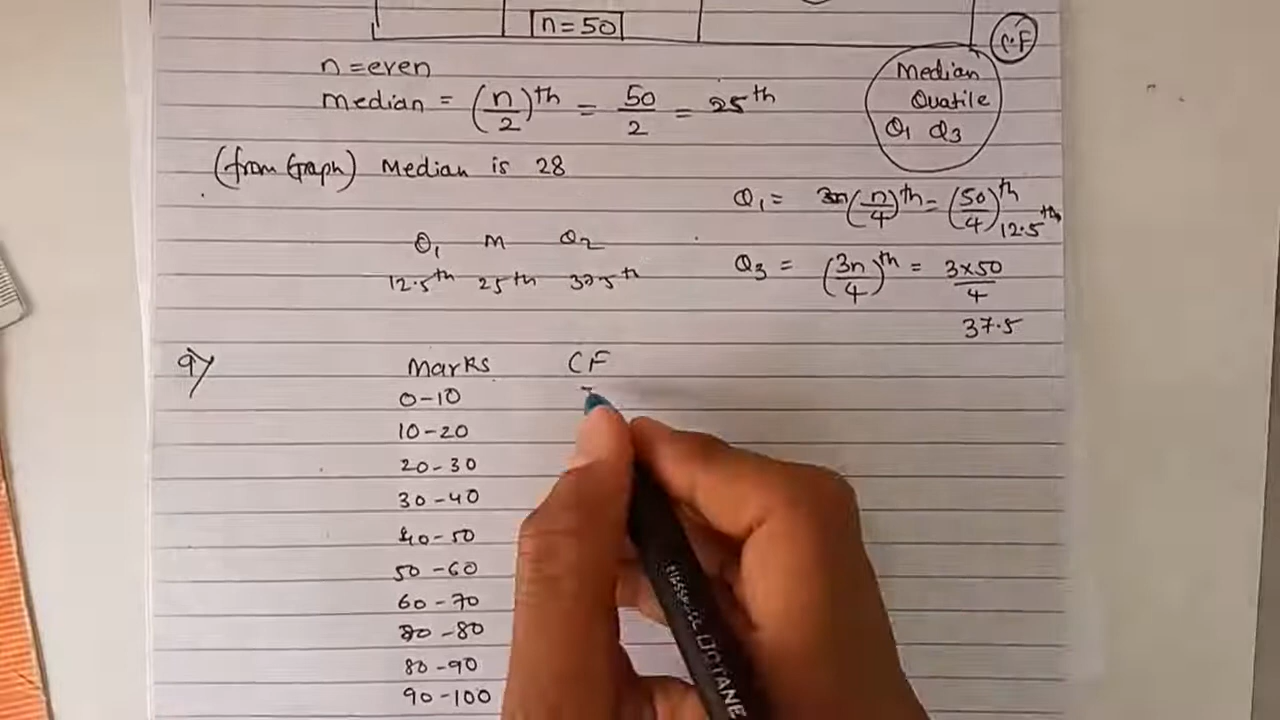 n=50
C.F
n=even
median = (n/2)th = 50/2 = 25th
Median
Quatile
Q1 Q3
(from Graph) Median is 28
Q1 = (n/4)th = (50/4)th 12.5th
Q1 M Q2
12.5th 25th 37.5th
Q3 = (3n/4)th = 3x50/4
37.5
9)
Marks CF
0-10
10-20
20-30
30-40
40-50
50-60
60-70
70-80
80-90
90-100
OCTANE